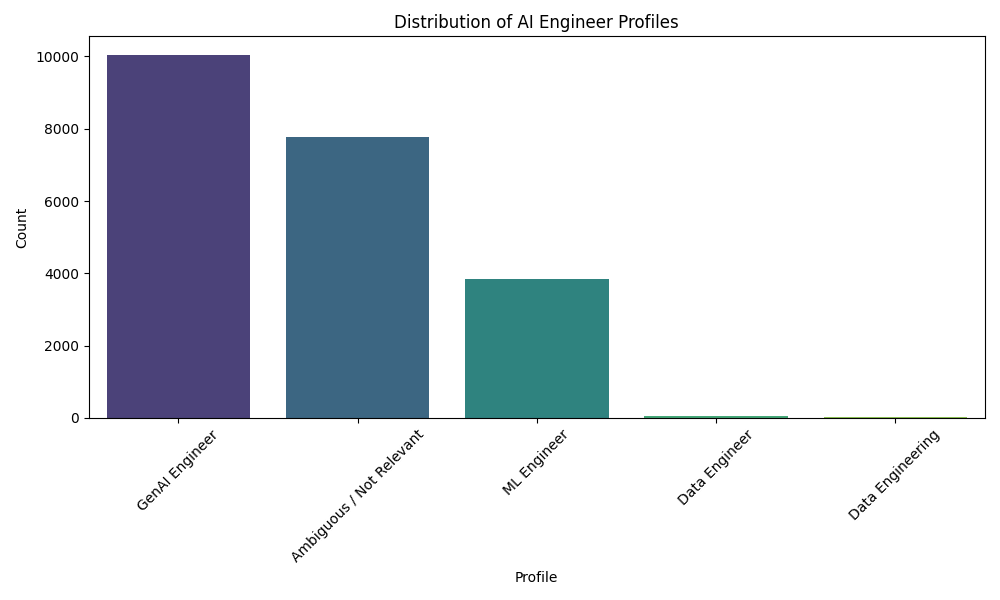 Distribution of AI Engineer Profiles
Count
10000
8000
6000
4000
2000
0
GenAI Engineer
Ambiguous / Not Relevant
ML Engineer
Data Engineer
Data Engineering
Profile